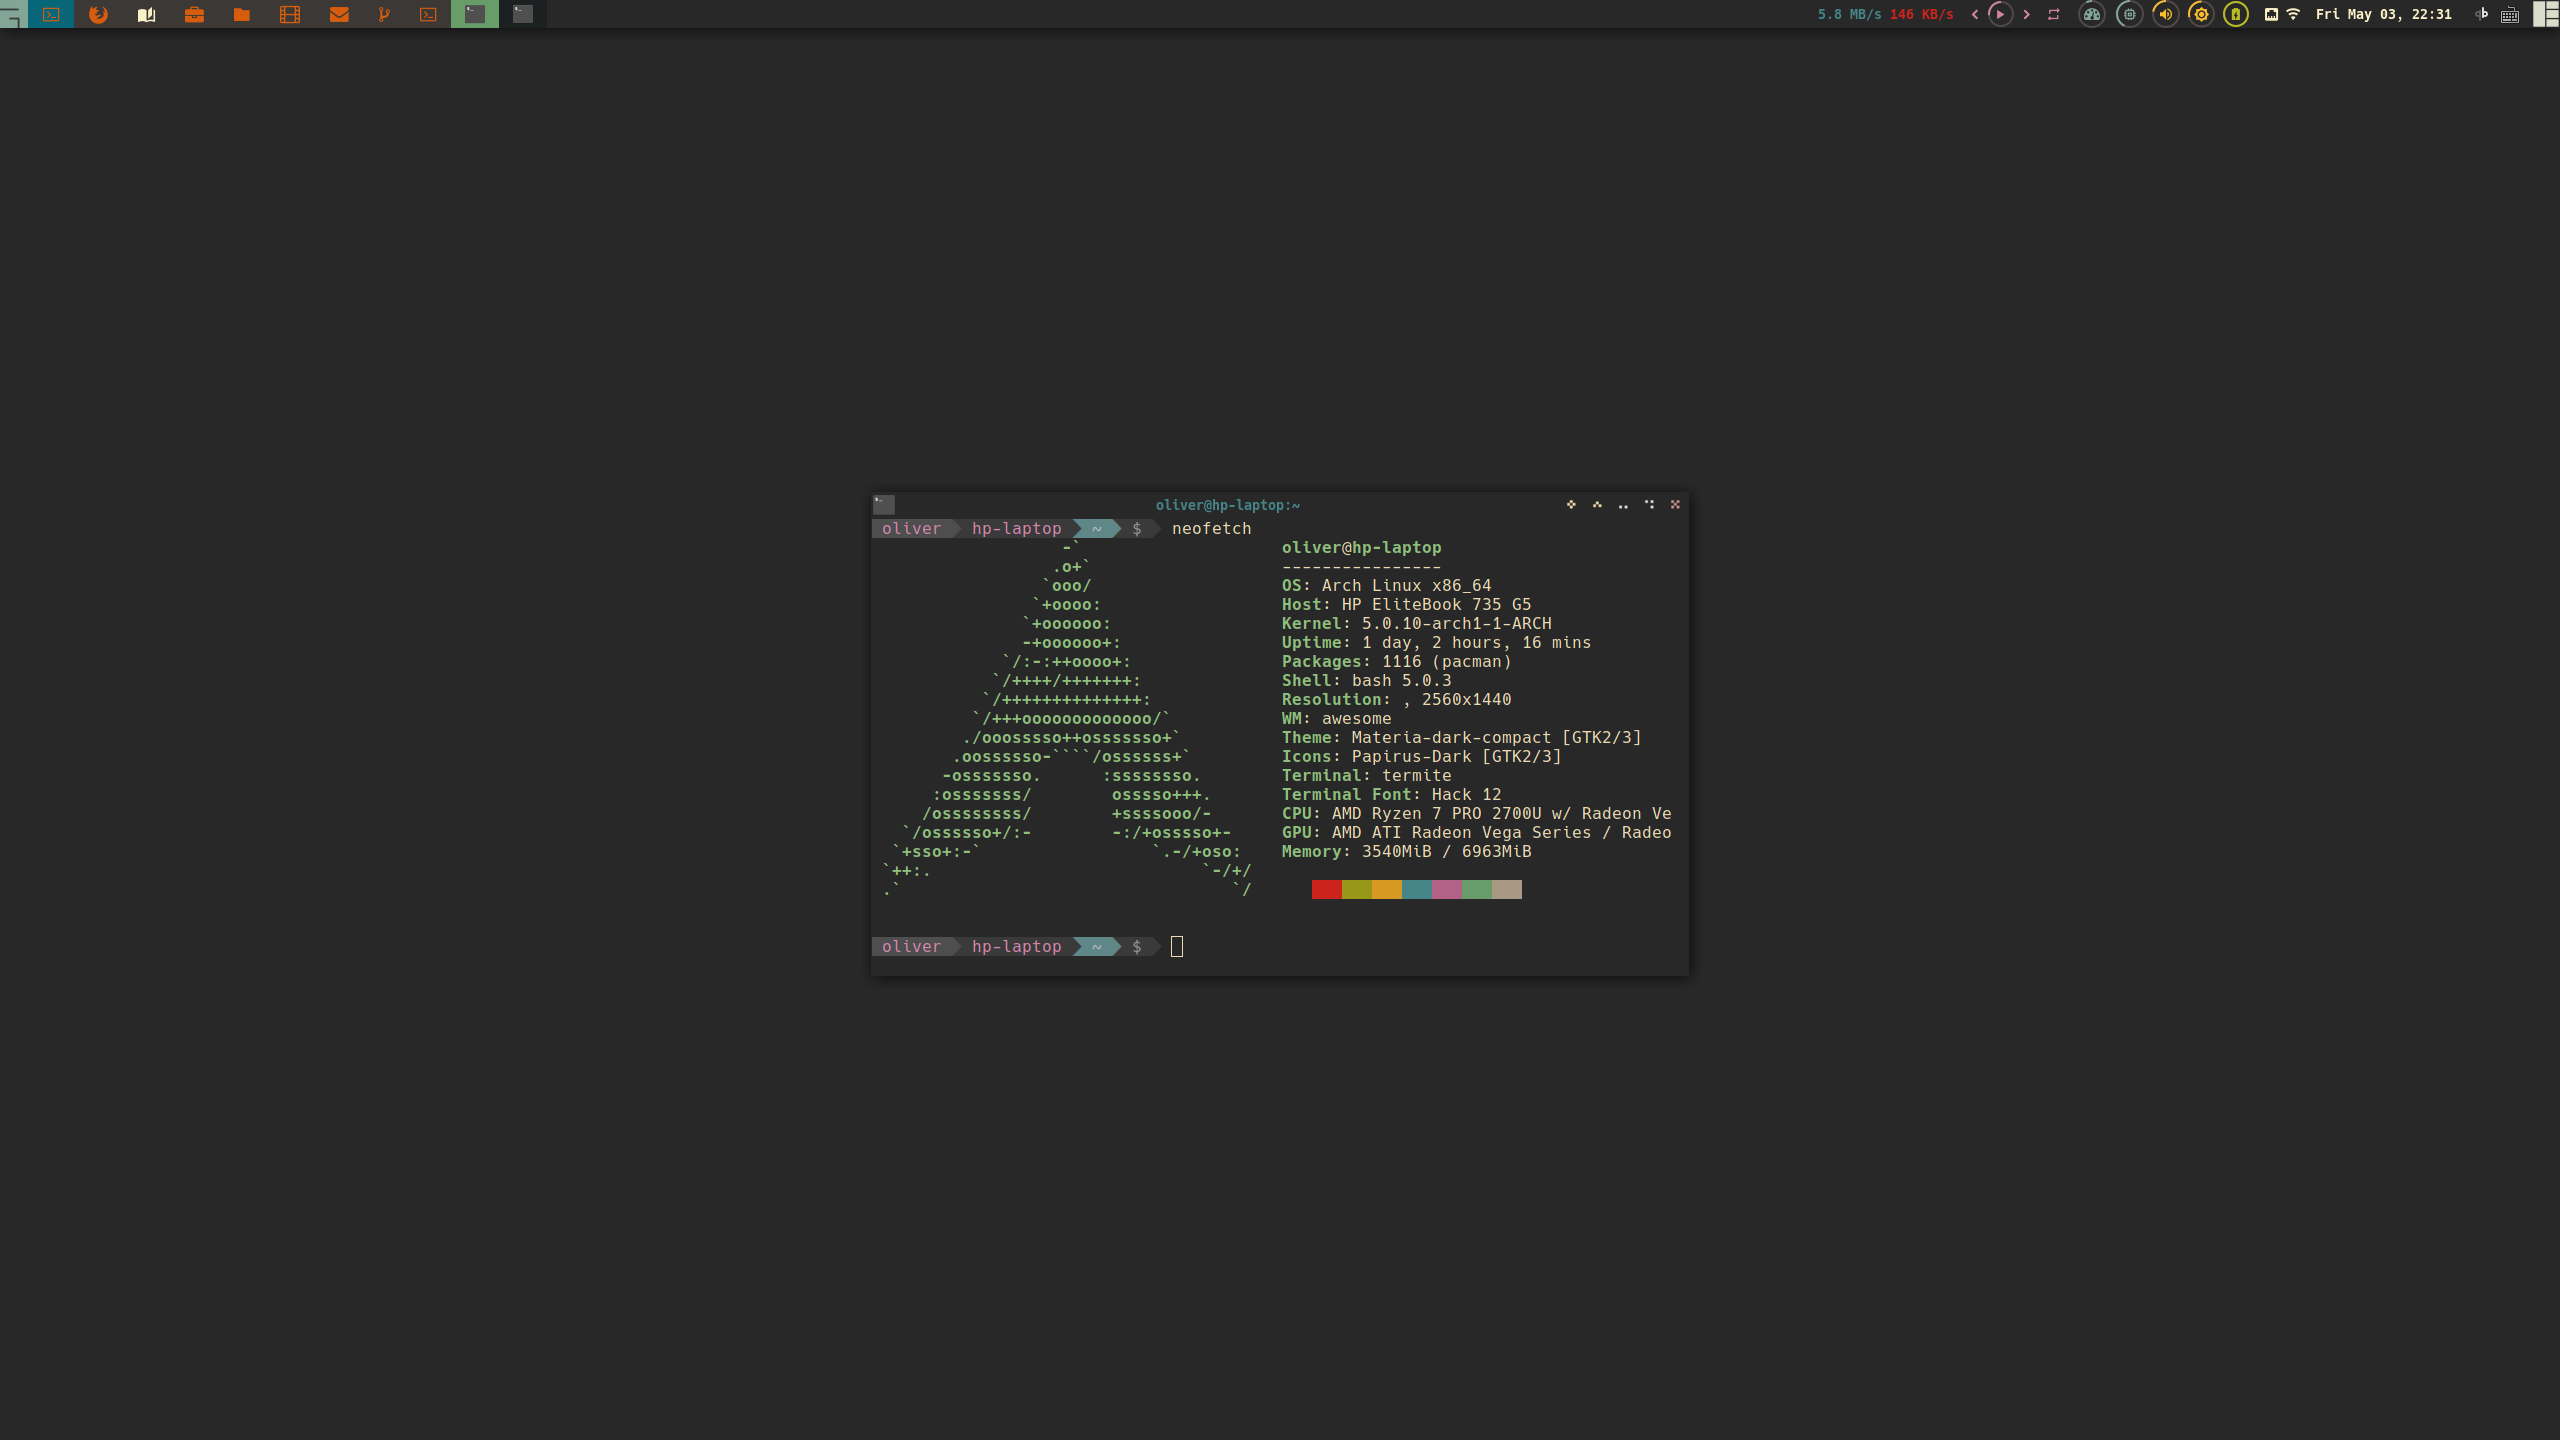 5.8 MB/s 146 KB/s Fri May 03, 22:31
oliver@hp-laptop:~
oliver hp-laptop ~ $ neofetch
                  -`                    oliver@hp-laptop
                 .o+`                   ----------------
                `ooo/                   OS: Arch Linux x86_64
               `+oooo:                  Host: HP EliteBook 735 G5
              `+oooooo:                 Kernel: 5.0.10-arch1-1-ARCH
              -+oooooo+:                Uptime: 1 day, 2 hours, 16 mins
            `/:-:++oooo+:               Packages: 1116 (pacman)
           `/++++/+++++++:              Shell: bash 5.0.3
          `/++++++++++++++:             Resolution: , 2560x1440
         `/+++ooooooooooooo/`           WM: awesome
        ./ooosssso++osssssso+`          Theme: Materia-dark-compact [GTK2/3]
       .oossssso-````/ossssss+`         Icons: Papirus-Dark [GTK2/3]
      -osssssso.      :ssssssso.        Terminal: termite
     :osssssss/        osssso+++.       Terminal Font: Hack 12
    /ossssssss/        +ssssooo/-       CPU: AMD Ryzen 7 PRO 2700U w/ Radeon Ve
  `/ossssso+/:-        -:/+osssso+-     GPU: AMD ATI Radeon Vega Series / Radeo
 `+sso+:-`                 `.-/+oso:    Memory: 3540MiB / 6963MiB
`++:.                           `-/+/
.`                                 `/
oliver hp-laptop ~ $